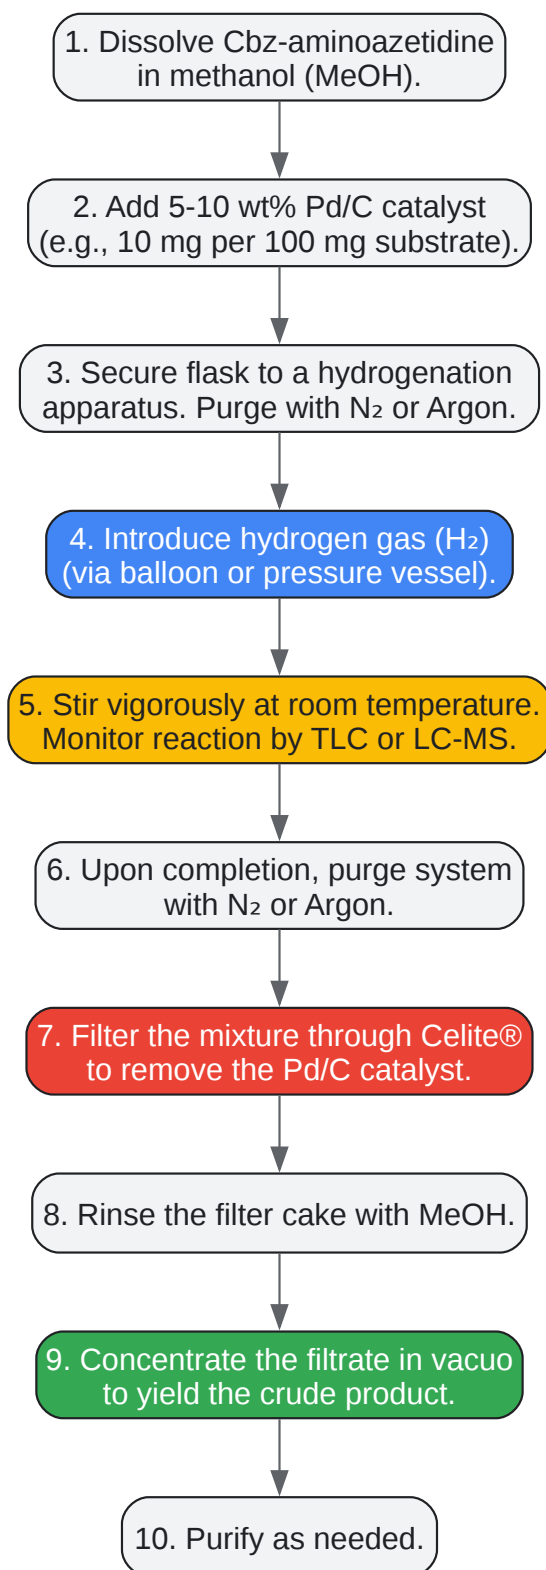 1. Dissolve Cbz-aminoazetidine
in methanol (MeOH).
2. Add 5-10 wt% Pd/C catalyst
(e.g., 10 mg per 100 mg substrate).
3. Secure flask to a hydrogenation
apparatus. Purge with N₂ or Argon.
4. Introduce hydrogen gas (H₂)
(via balloon or pressure vessel).
5. Stir vigorously at room temperature.
Monitor reaction by TLC or LC-MS.
6. Upon completion, purge system
with N₂ or Argon.
7. Filter the mixture through Celite®
to remove the Pd/C catalyst.
8. Rinse the filter cake with MeOH.
9. Concentrate the filtrate in vacuo
to yield the crude product.
10. Purify as needed.